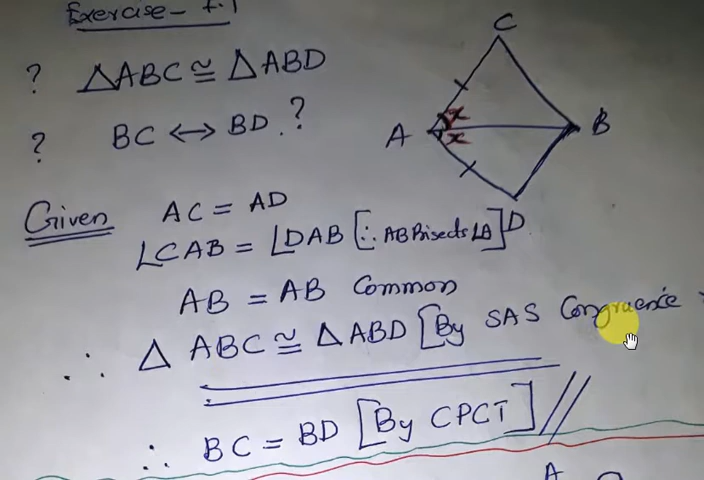 Exercise - 7.1
? △ABC ≅ △ABD
? BC ↔ BD. ?
C
A x x B
D
Given AC = AD
∠CAB = ∠DAB [∵ AB Bisects ∠A]
AB = AB Common
∴ △ ABC ≅ △ ABD [By SAS Congruence
∴ BC = BD [By CPCT] //
A